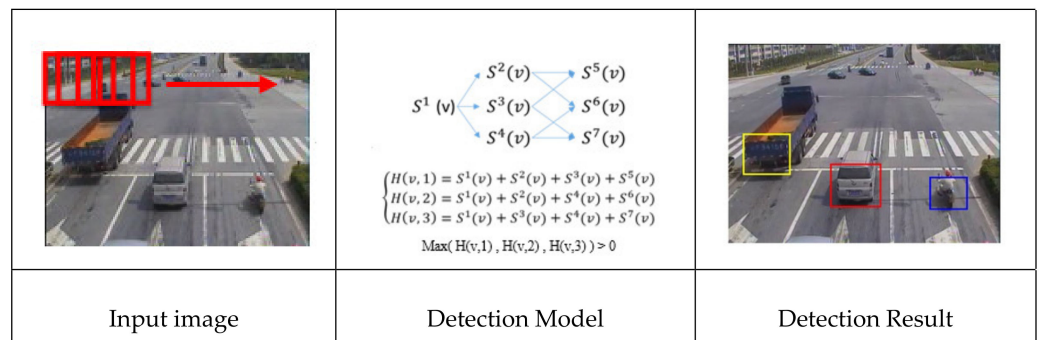 S¹ (v)
S²(v)
S³(v)
S⁴(v)
S⁵(v)
S⁶(v)
S⁷(v)
H(v, 1) = S¹(v) + S²(v) + S³(v) + S⁵(v)
H(v, 2) = S¹(v) + S²(v) + S⁴(v) + S⁶(v)
H(v, 3) = S¹(v) + S³(v) + S⁴(v) + S⁷(v)
Max( H(v,1) , H(v,2) , H(v,3) ) > 0
Input image
Detection Model
Detection Result